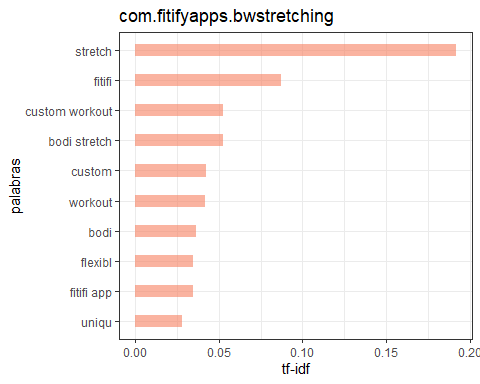 com.fitifyapps.bwstretching
palabras
stretch
fitifi
custom workout
bodi stretch
custom
workout
bodi
flexibl
fitifi app
uniqu
0.00 0.05 0.10 0.15 0.20
tf-idf